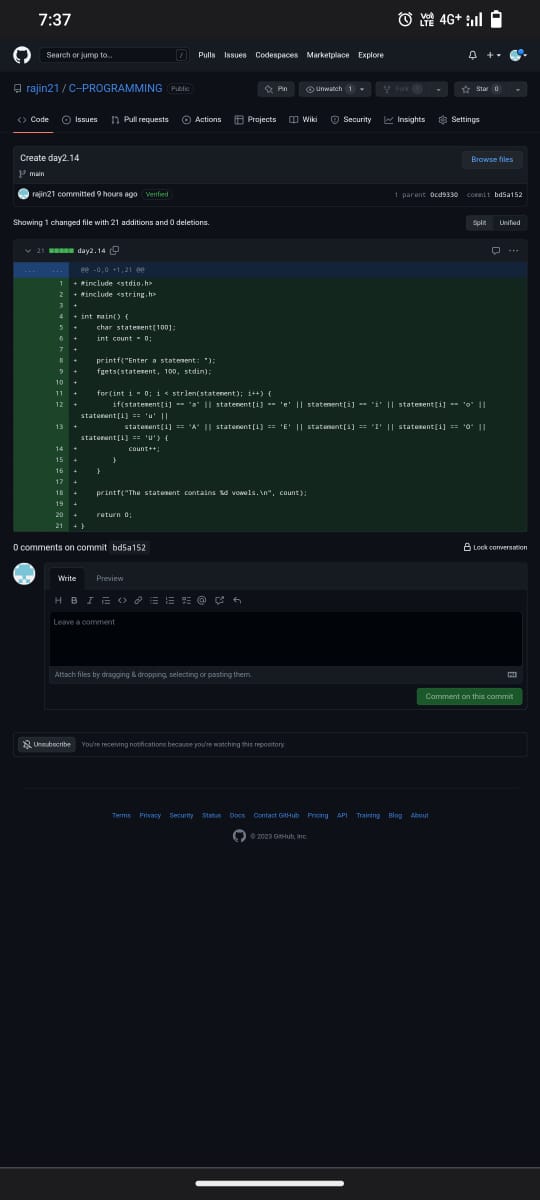 7:37 VoD LTE 4G+
Search or jump to... / Pulls Issues Codespaces Marketplace Explore
rajin21 / C--PROGRAMMING Public Pin Unwatch 1 Fork Star 0
Code Issues Pull requests Actions Projects Wiki Security Insights Settings
Create day2.14 Browse files
main
rajin21 committed 9 hours ago Verified 1 parent 0cd9330 commit bd5a152
Showing 1 changed file with 21 additions and 0 deletions. Split Unified
21 day2.14
... ... @@ -0,0 +1,21 @@
1 + #include <stdio.h>
2 + #include <string.h>
3 +
4 + int main() {
5 + char statement[100];
6 + int count = 0;
7 +
8 + printf("Enter a statement: ");
9 + fgets(statement, 100, stdin);
10 +
11 + for(int i = 0; i < strlen(statement); i++) {
12 + if(statement[i] == 'a' || statement[i] == 'e' || statement[i] == 'i' || statement[i] == 'o' ||
statement[i] == 'u' ||
13 + statement[i] == 'A' || statement[i] == 'E' || statement[i] == 'I' || statement[i] == 'O' ||
statement[i] == 'U') {
14 + count++;
15 + }
16 + }
17 +
18 + printf("The statement contains %d vowels.\n", count);
19 +
20 + return 0;
21 + }
0 comments on commit bd5a152 Lock conversation
Write Preview
Leave a comment
Attach files by dragging & dropping, selecting or pasting them.
Comment on this commit
Unsubscribe You're receiving notifications because you're watching this repository.
Terms Privacy Security Status Docs Contact GitHub Pricing API Training Blog About
© 2023 GitHub, Inc.